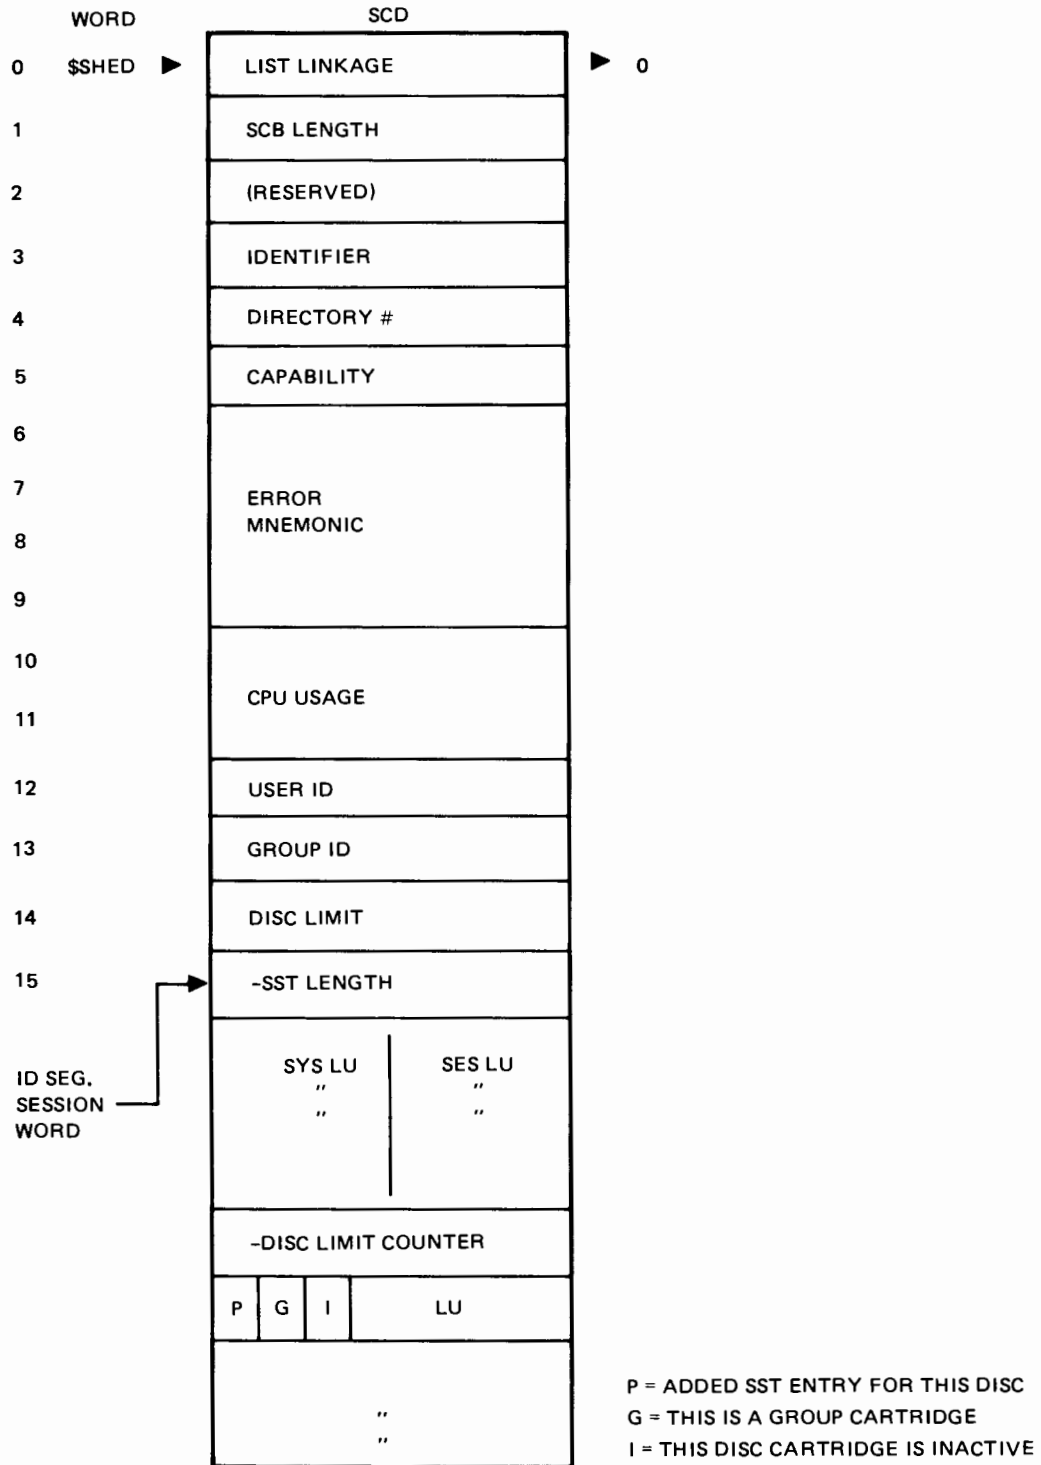 WORD SCD
0 $SHED LIST LINKAGE 0
1 SCB LENGTH
2 (RESERVED)
3 IDENTIFIER
4 DIRECTORY #
5 CAPABILITY
6
7 ERROR
MNEMONIC
8
9
10
CPU USAGE
11
12 USER ID
13 GROUP ID
14 DISC LIMIT
15 -SST LENGTH
ID SEG.
SESSION
WORD
SYS LU SES LU
" "
" "
-DISC LIMIT COUNTER
P G I LU
"
"
P = ADDED SST ENTRY FOR THIS DISC
G = THIS IS A GROUP CARTRIDGE
I = THIS DISC CARTRIDGE IS INACTIVE